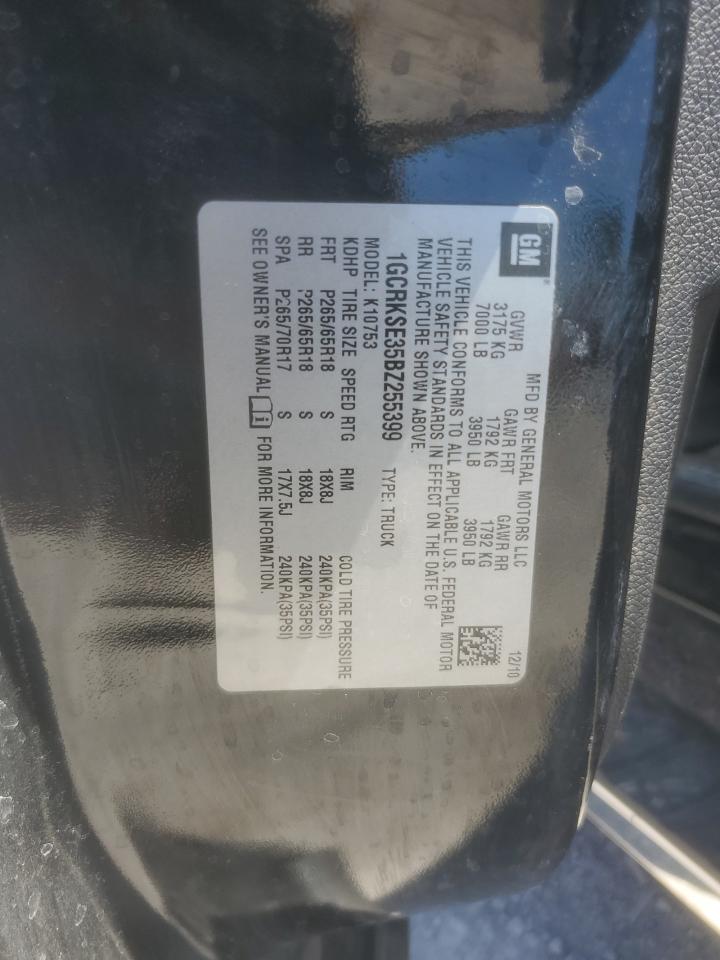 GM
MFD BY GENERAL MOTORS LLC 12/10
GVWR GAWR FRT GAWR RR
3175 KG 1792 KG 1792 KG
7000 LB 3950 LB 3950 LB
THIS VEHICLE CONFORMS TO ALL APPLICABLE U.S. FEDERAL MOTOR
VEHICLE SAFETY STANDARDS IN EFFECT ON THE DATE OF
MANUFACTURE SHOWN ABOVE.
1GCRKSE35BZ255399 TYPE: TRUCK
MODEL: K10753
KDHP TIRE SIZE SPEED RTG RIM COLD TIRE PRESSURE
FRT P265/65R18 S 18X8J 240KPA(35PSI)
RR P265/65R18 S 18X8J 240KPA(35PSI)
SPA P265/70R17 S 17X7.5J 240KPA(35PSI)
SEE OWNER'S MANUAL FOR MORE INFORMATION.